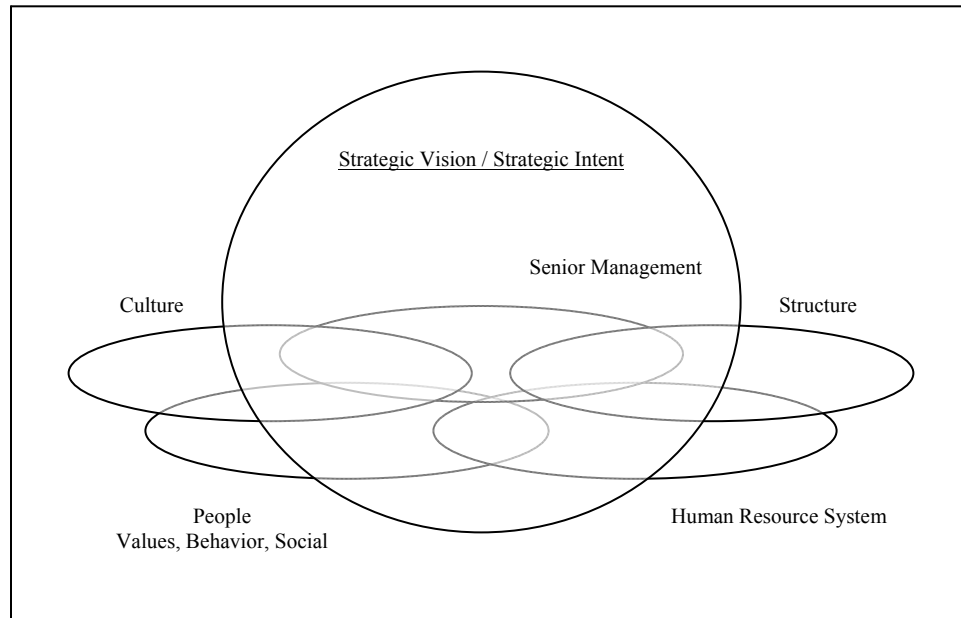 Strategic Vision / Strategic Intent
Senior Management
Culture
Structure
People
Values, Behavior, Social
Human Resource System